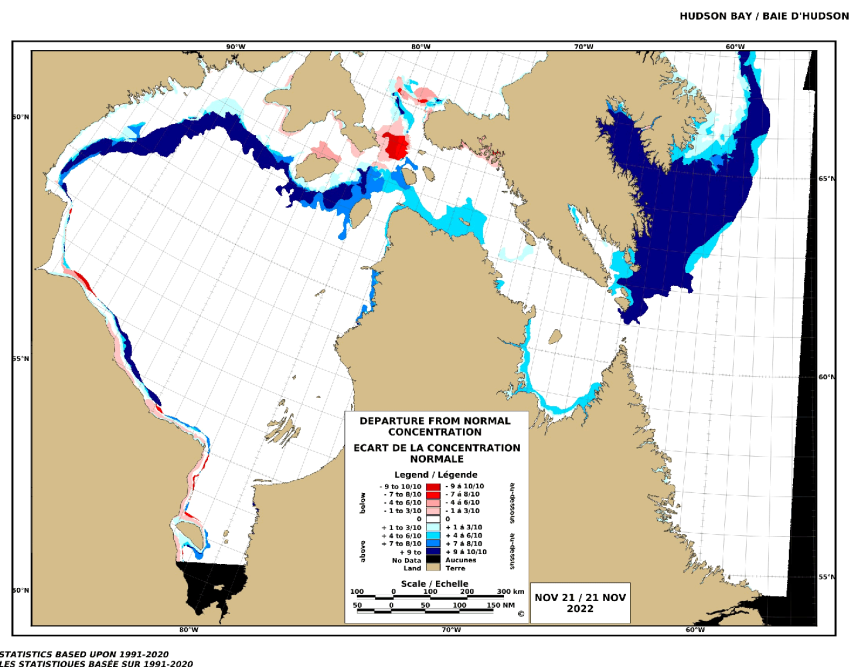 HUDSON BAY / BAIE D'HUDSON
90°W 80°W 70°W 60°W
60°N
65°N
55°N
60°N
DEPARTURE FROM NORMAL
CONCENTRATION
ECART DE LA CONCENTRATION
NORMALE
Legend / Légende
- 9 to 10/10 - 9 à 10/10
- 7 to 8/10 - 7 á 8/10
- 4 to 6/10 - 4 á 6/10
- 1 to 3/10 - 1 à 3/10
0 0
+ 1 to 3/10 + 1 à 3/10
+ 4 to 6/10 + 4 à 6/10
+ 7 to 8/10 + 7 á 8/10
+ 9 to + 9 à 10/10
No Data Aucunes
Land Terre
below
above
au-dessous
au-dessus
Scale / Echelle
100 0 100 200 300 km
50 0 50 100 150 NM
©
NOV 21 / 21 NOV
2022
50°N
55°N
80°W 70°W 60°W
STATISTICS BASED UPON 1991-2020
LES STATISTIQUES BASÉE SUR 1991-2020